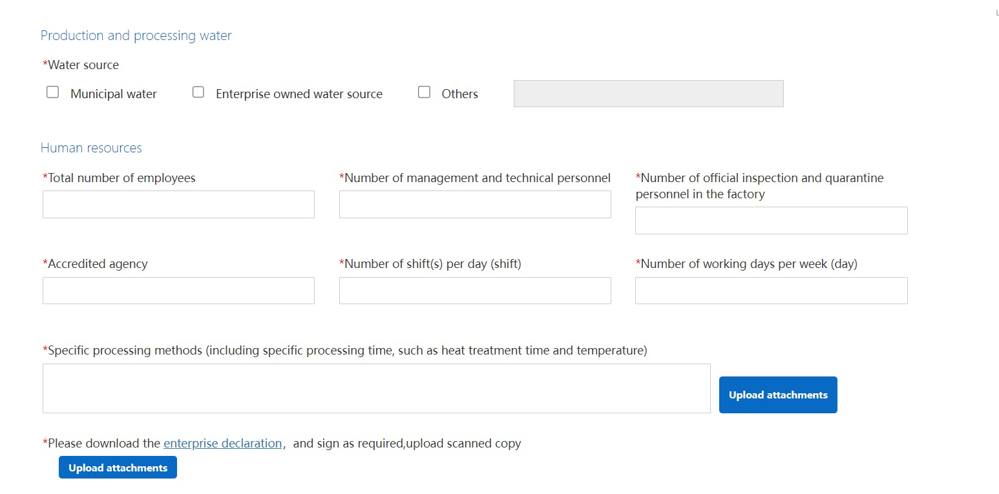 L
Production and processing water
*Water source
Municipal water
Enterprise owned water source
Others
Human resources
*Total number of employees
*Number of management and technical personnel
*Number of official inspection and quarantine
personnel in the factory
*Accredited agency
*Number of shift(s) per day (shift)
*Number of working days per week (day)
*Specific processing methods (including specific processing time, such as heat treatment time and temperature)
Upload attachments
*Please download the enterprise declaration， and sign as required,upload scanned copy
Upload attachments